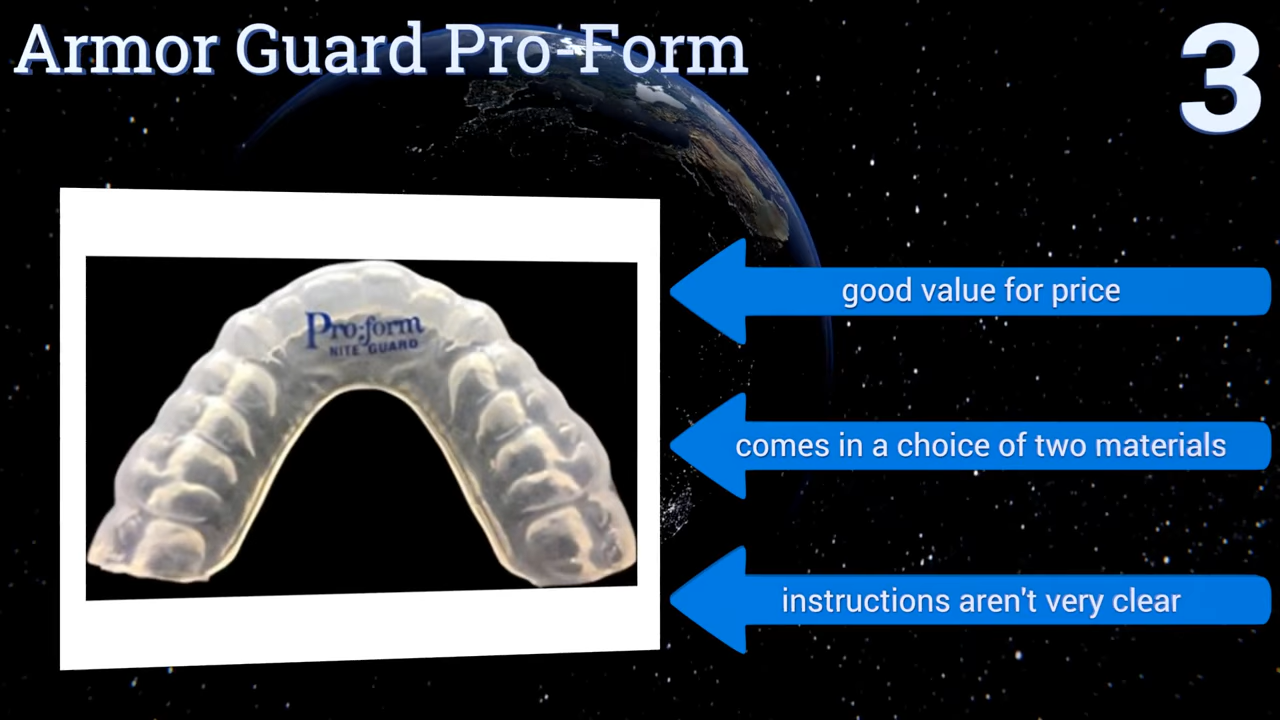 Armor Guard Pro-Form
3
Pro-form
NITE GUARD
good value for price
comes in a choice of two materials
instructions aren't very clear